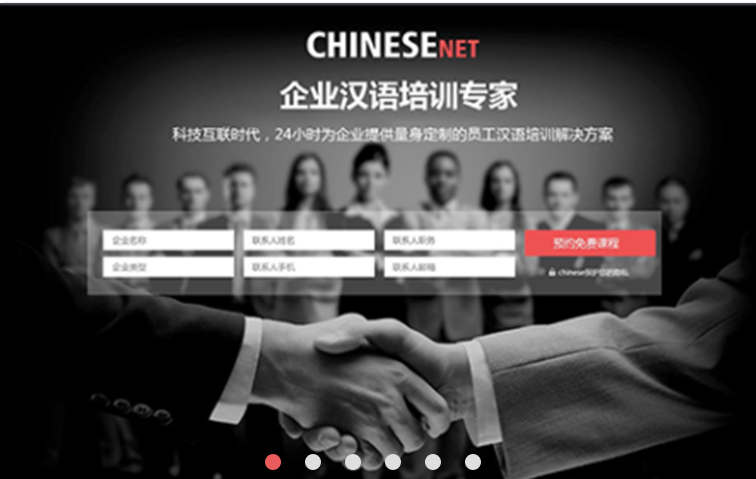 CHINESENET
企业汉语培训专家
科技互联时代，24小时为企业提供量身定制的员工汉语培训解决方案
企业名称
联系人姓名
联系人职务
预约免费课程
企业类型
联系人手机
联系人邮箱
chinese保护您的隐私